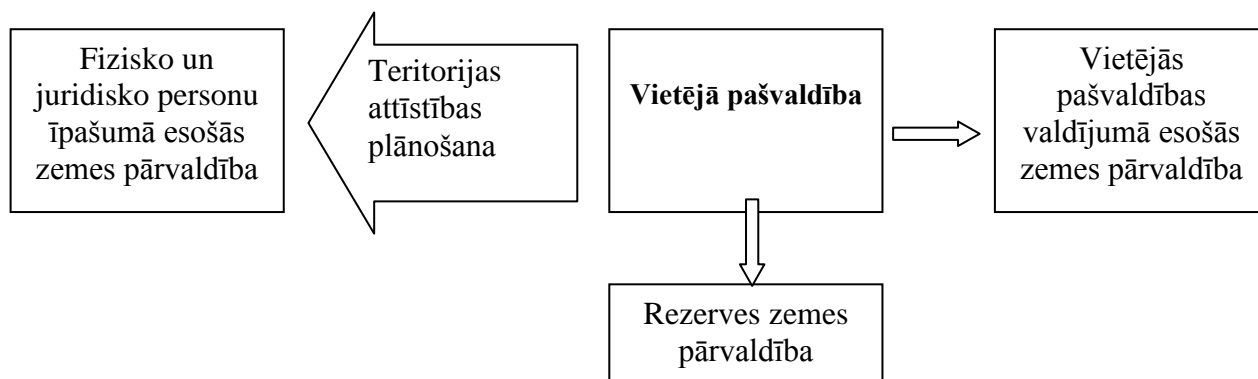 Fizisko un
juridisko personu
īpašumā esošās
zemes pārvaldība
Teritorijas
attīstības
plānošana
Vietējā pašvaldība
Vietējās
pašvaldības
valdījumā esošās
zemes pārvaldība
Rezerves zemes
pārvaldība